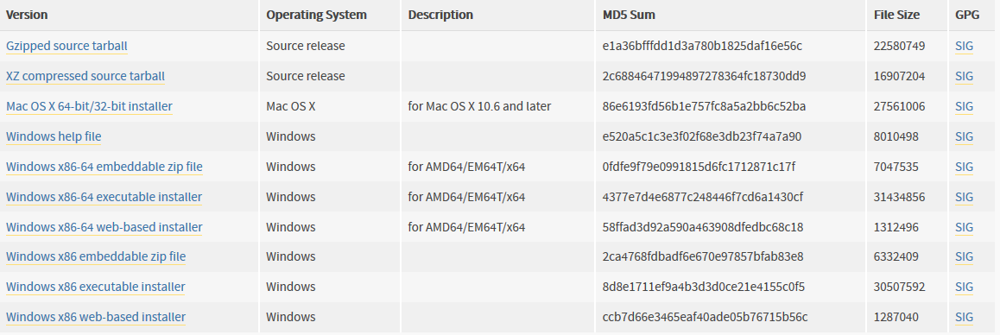 Version Operating System Description MD5 Sum File Size GPG
Gzipped source tarball Source release e1a36bfffdd1d3a780b1825daf16e56c 22580749 SIG
XZ compressed source tarball Source release 2c68846471994897278364fc18730dd9 16907204 SIG
Mac OS X 64-bit/32-bit installer Mac OS X for Mac OS X 10.6 and later 86e6193fd56b1e757fc8a5a2bb6c52ba 27561006 SIG
Windows help file Windows e520a5c1c3e3f02f68e3db23f74a7a90 8010498 SIG
Windows x86-64 embeddable zip file Windows for AMD64/EM64T/x64 0fdfe9f79e0991815d6fc1712871c17f 7047535 SIG
Windows x86-64 executable installer Windows for AMD64/EM64T/x64 4377e7d4e6877c248446f7cd6a1430cf 31434856 SIG
Windows x86-64 web-based installer Windows for AMD64/EM64T/x64 58ffad3d92a590a463908dfedbc68c18 1312496 SIG
Windows x86 embeddable zip file Windows 2ca4768fdbadf6e670e97857bfab83e8 6332409 SIG
Windows x86 executable installer Windows 8d8e1711ef9a4b3d3d0ce21e4155c0f5 30507592 SIG
Windows x86 web-based installer Windows ccb7d66e3465eaf40ade05b76715b56c 1287040 SIG